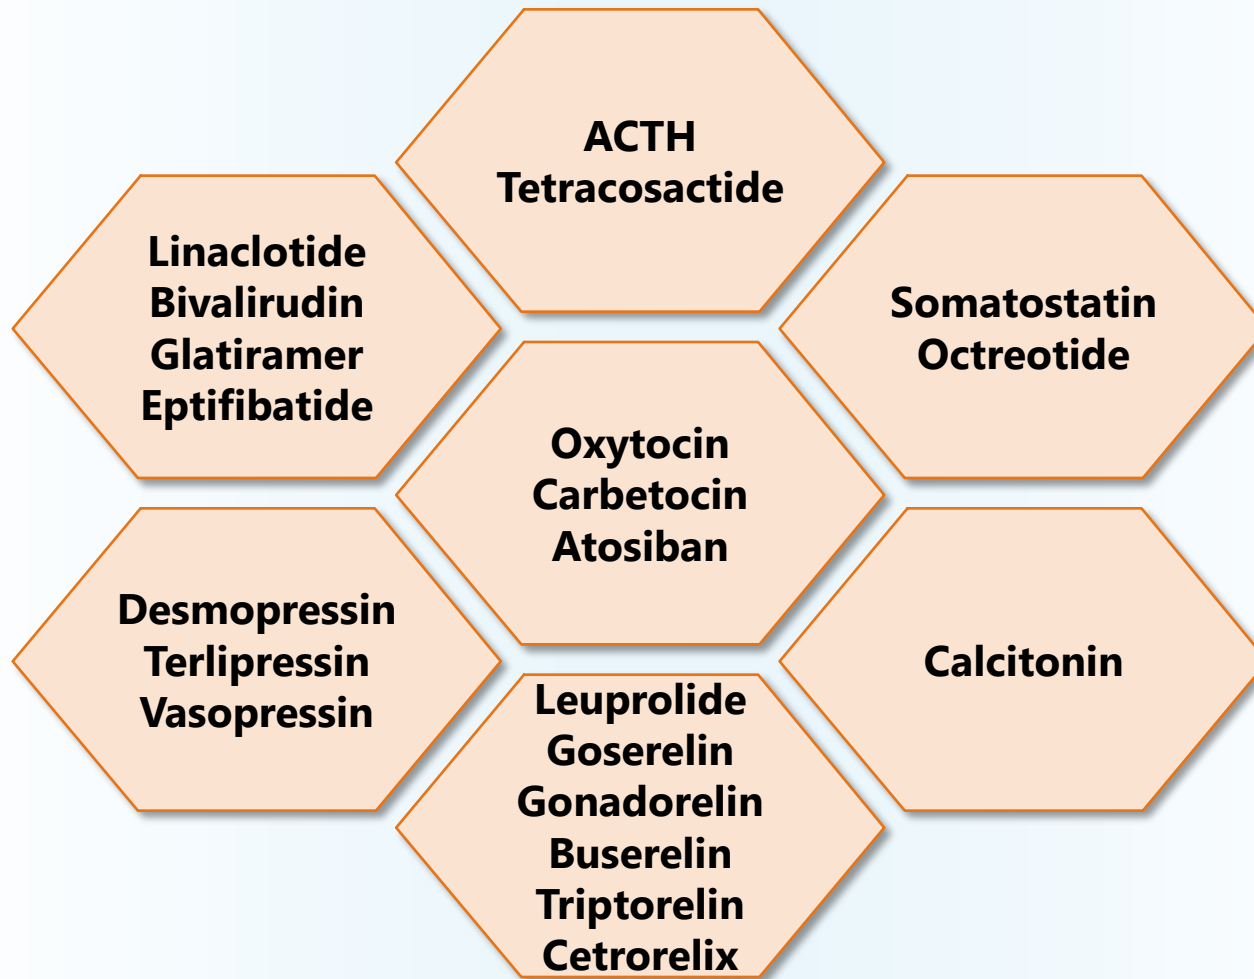 ACTH
Tetracosactide
Linaclotide
Bivalirudin
Glatiramer
Eptifibatide
Somatostatin
Octreotide
Oxytocin
Carbetocin
Atosiban
Desmopressin
Terlipressin
Vasopressin
Calcitonin
Leuprolide
Goserelin
Gonadorelin
Buserelin
Triptorelin
Cetrorelix